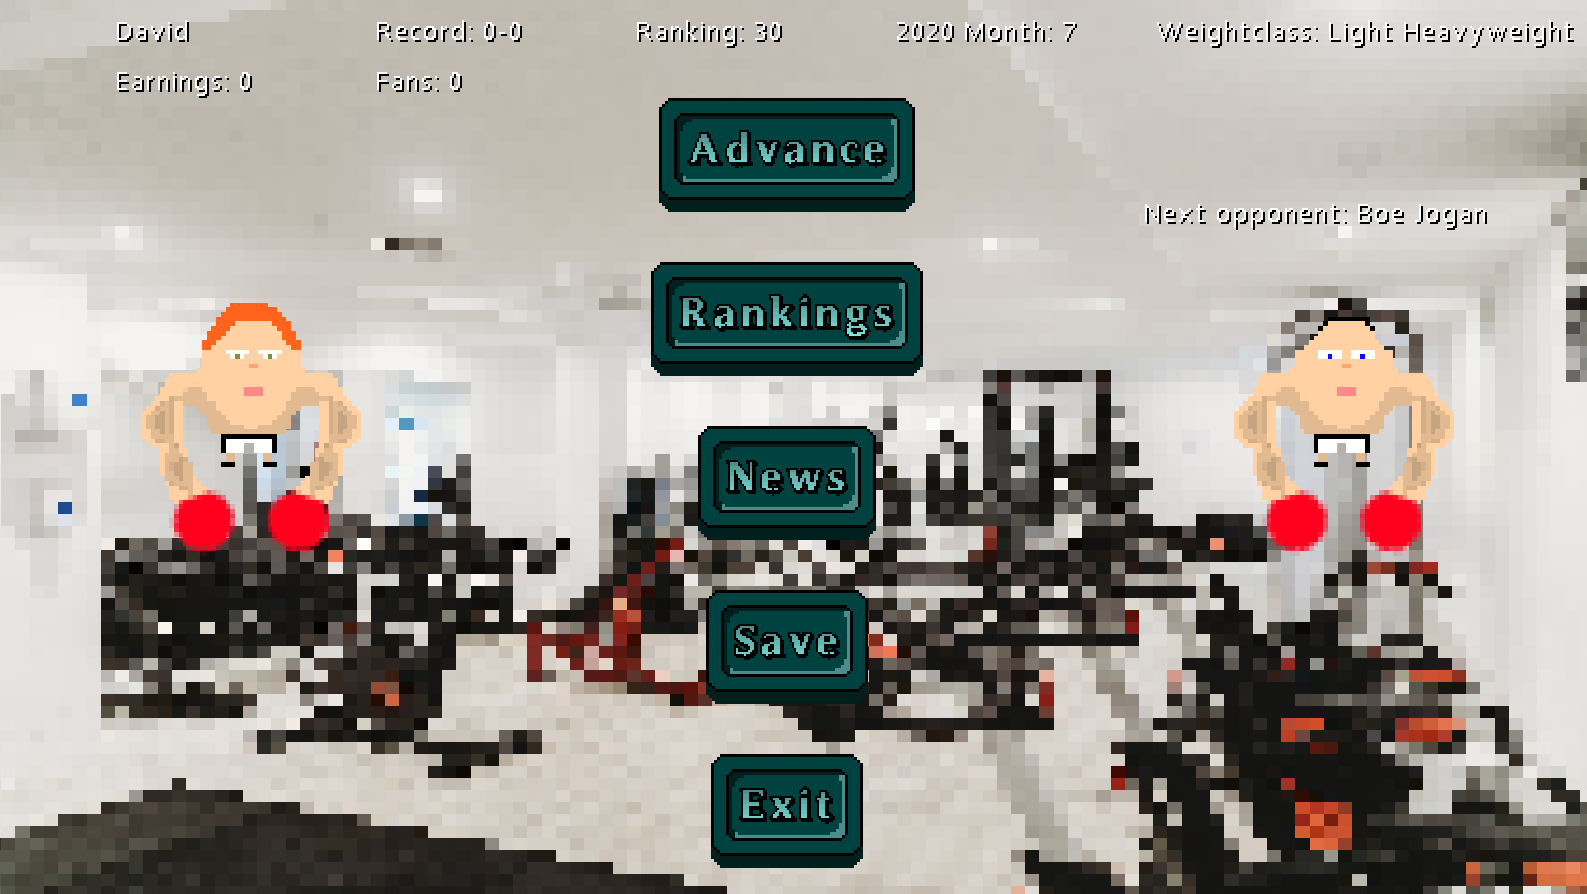 David Record: 0-0 Ranking: 30 2020 Month: 7 Weightclass: Light Heavyweight
Earnings: 0 Fans: 0
Advance
Next opponent: Boe Jogan
Rankings
News
Save
Exit